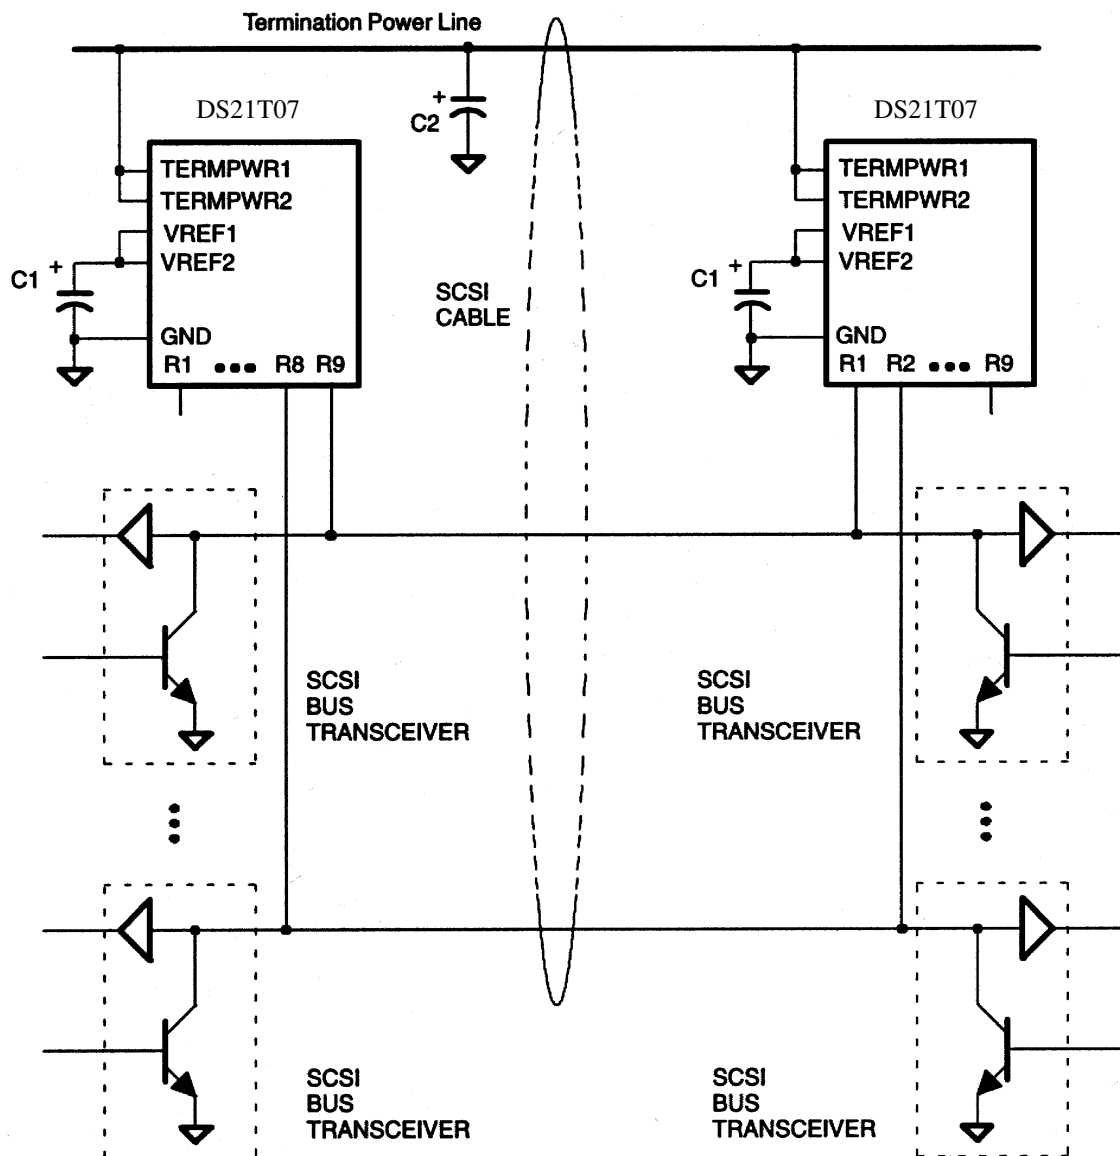 Termination Power Line
DS21T07
+
C2
DS21T07
TERMPWR1
TERMPWR2
VREF1
VREF2
+
C1
GND
R1 ••• R8 R9
SCSI
CABLE
TERMPWR1
TERMPWR2
VREF1
VREF2
+
C1
GND
R1 R2 ••• R9
SCSI
BUS
TRANSCEIVER
SCSI
BUS
TRANSCEIVER
SCSI
BUS
TRANSCEIVER
SCSI
BUS
TRANSCEIVER